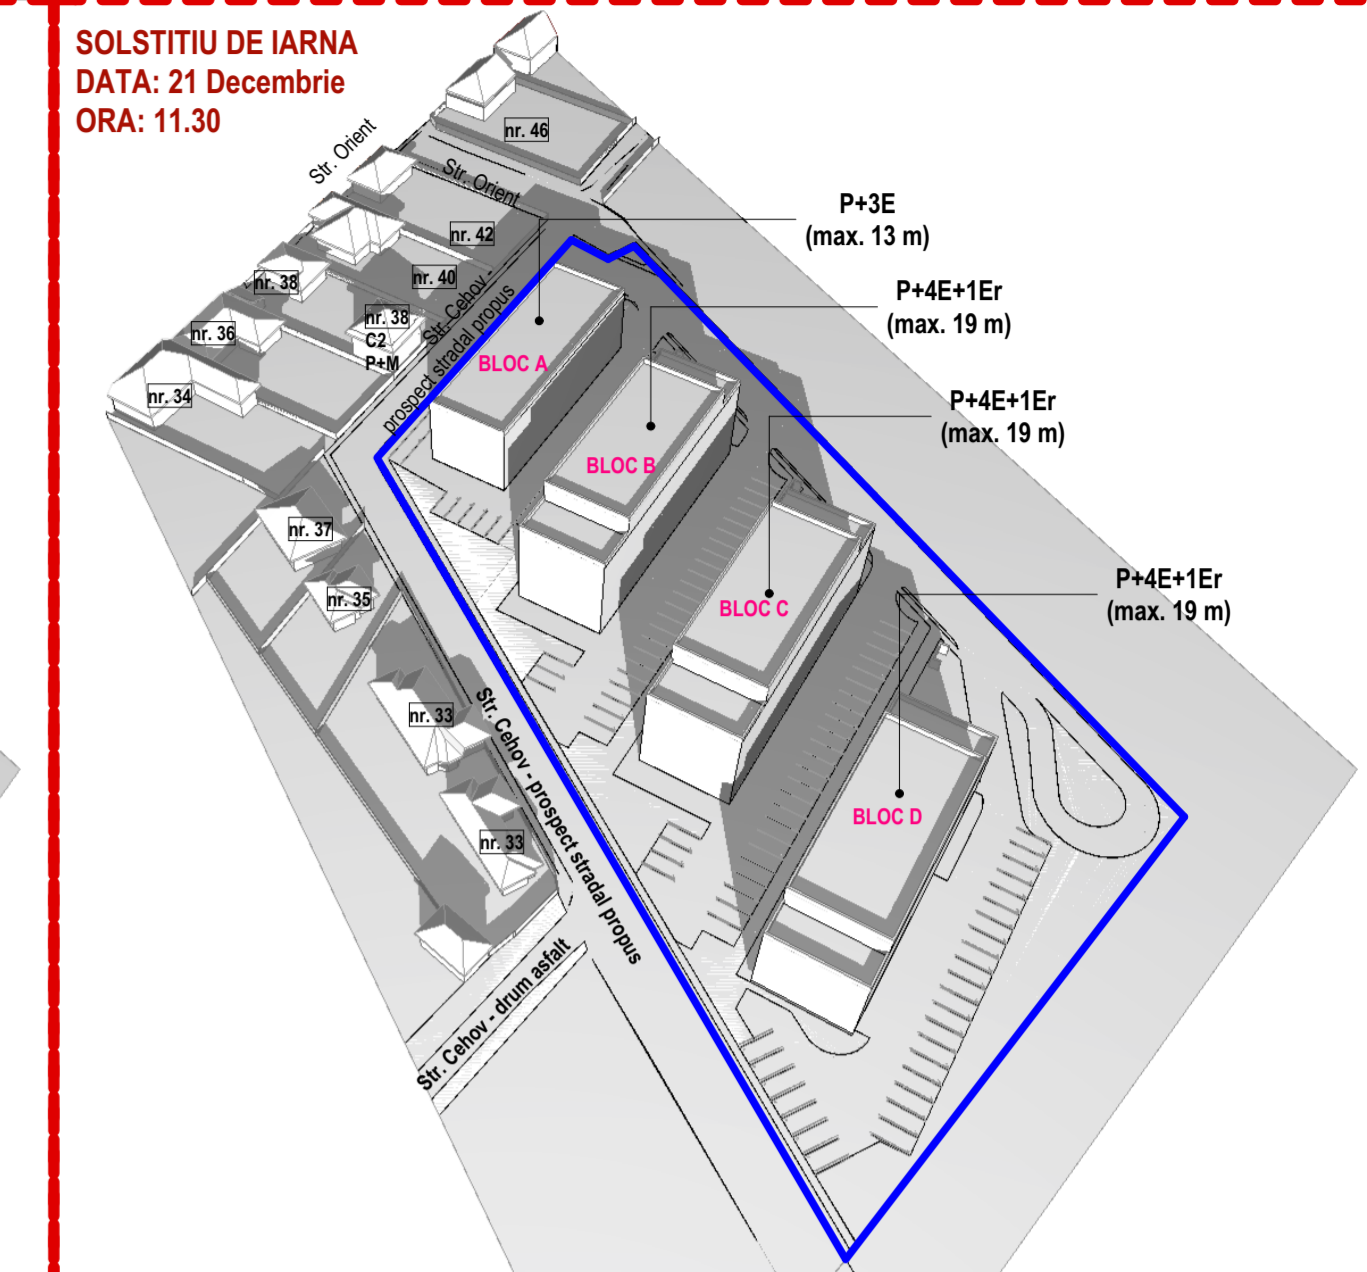 SOLSTITIU DE IARNA
DATA: 21 Decembrie
ORA: 11.30
nr. 46
Str. Orient
Str. Orient
P+3E
(max. 13 m)
nr. 42
nr. 40
nr. 38
P+4E+1Er
(max. 19 m)
nr. 38
C2
P+M
nr. 36
Str. Cehov -
prospect stradal propus
BLOC A
nr. 34
P+4E+1Er
(max. 19 m)
BLOC B
nr. 37
nr. 35
P+4E+1Er
(max. 19 m)
BLOC C
nr. 33
Str. Cehov - prospect stradal propus
BLOC D
nr. 33
Str. Cehov - drum asfalt